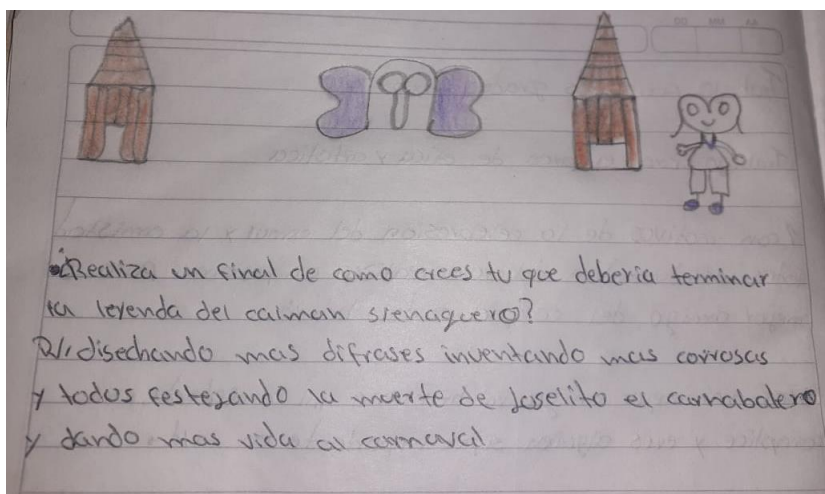 ¿Realiza un final de como crees tu que deberia terminar
la leyenda del caiman sienaguero?
R// disechando mas difrases inventando mas carrosas
y todos festejando la muerte de Joselito el carnabalero
y dando mas vida al carnaval